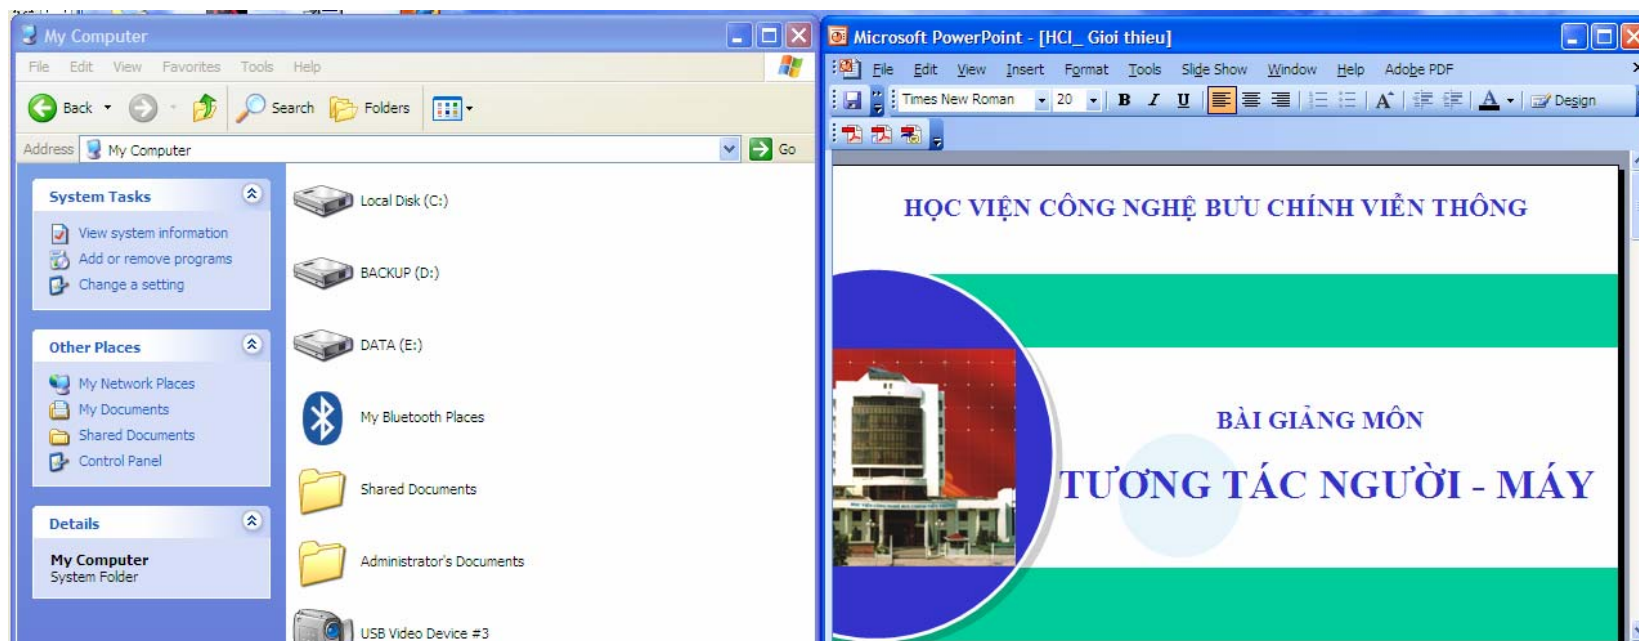 My Computer
File Edit View Favorites Tools Help
Back Search Folders
Address My Computer Go
System Tasks
View system information
Add or remove programs
Change a setting
Other Places
My Network Places
My Documents
Shared Documents
Control Panel
Details
My Computer
System Folder
Local Disk (C:)
BACKUP (D:)
DATA (E:)
My Bluetooth Places
Shared Documents
Administrator's Documents
USB Video Device #3
Microsoft PowerPoint - [HCI_ Gioi thieu]
File Edit View Insert Format Tools Slide Show Window Help Adobe PDF
Times New Roman 20 B I U A A Design
HỌC VIỆN CÔNG NGHỆ BƯU CHÍNH VIỄN THÔNG
BÀI GIẢNG MÔN
TƯƠNG TÁC NGƯỜI - MÁY